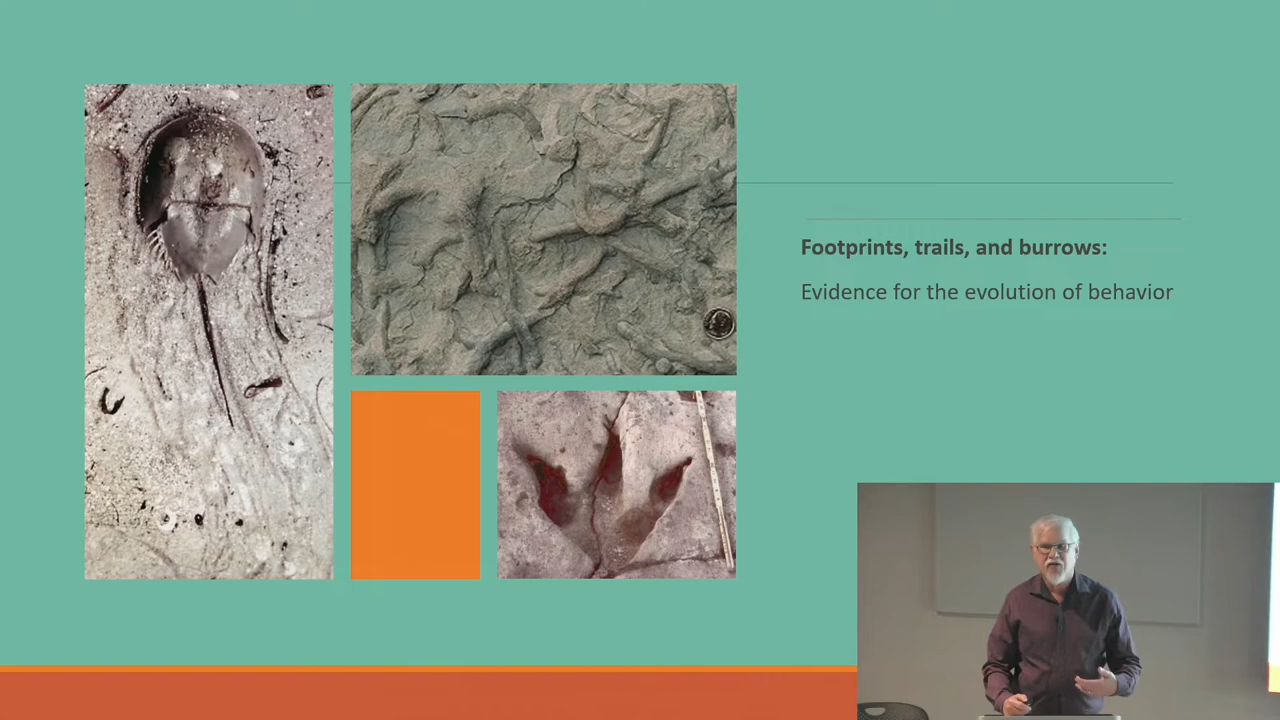 Footprints, trails, and burrows:
Evidence for the evolution of behavior